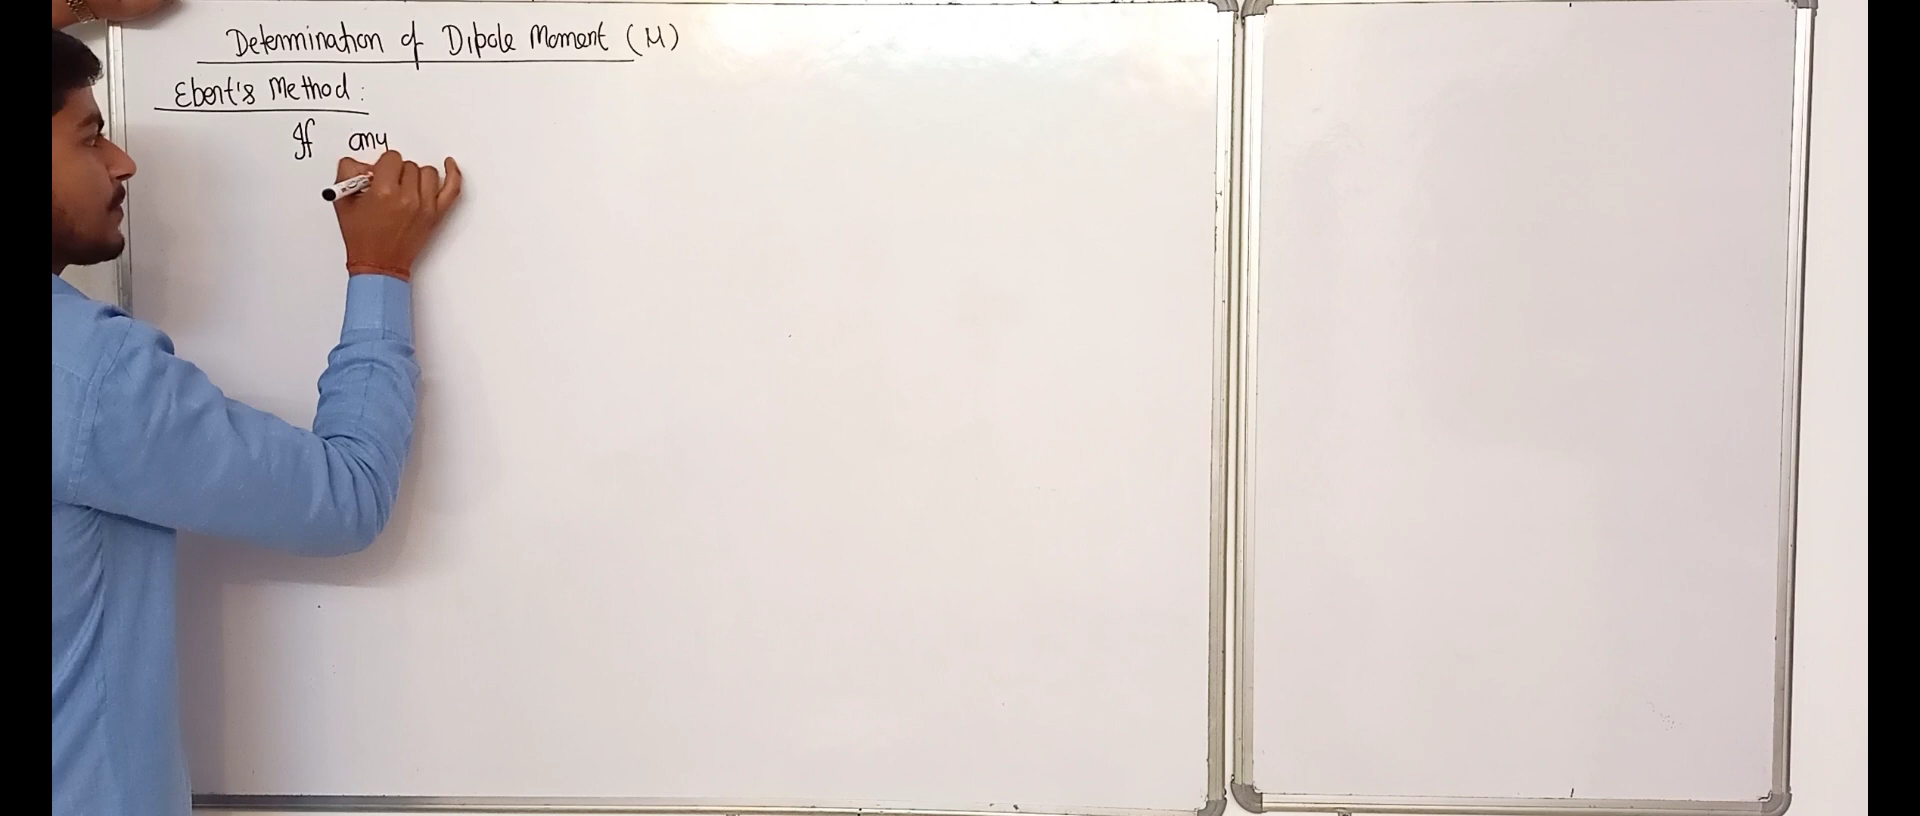 Determination of Dipole Moment (μ)
Ebert's Method:
If any